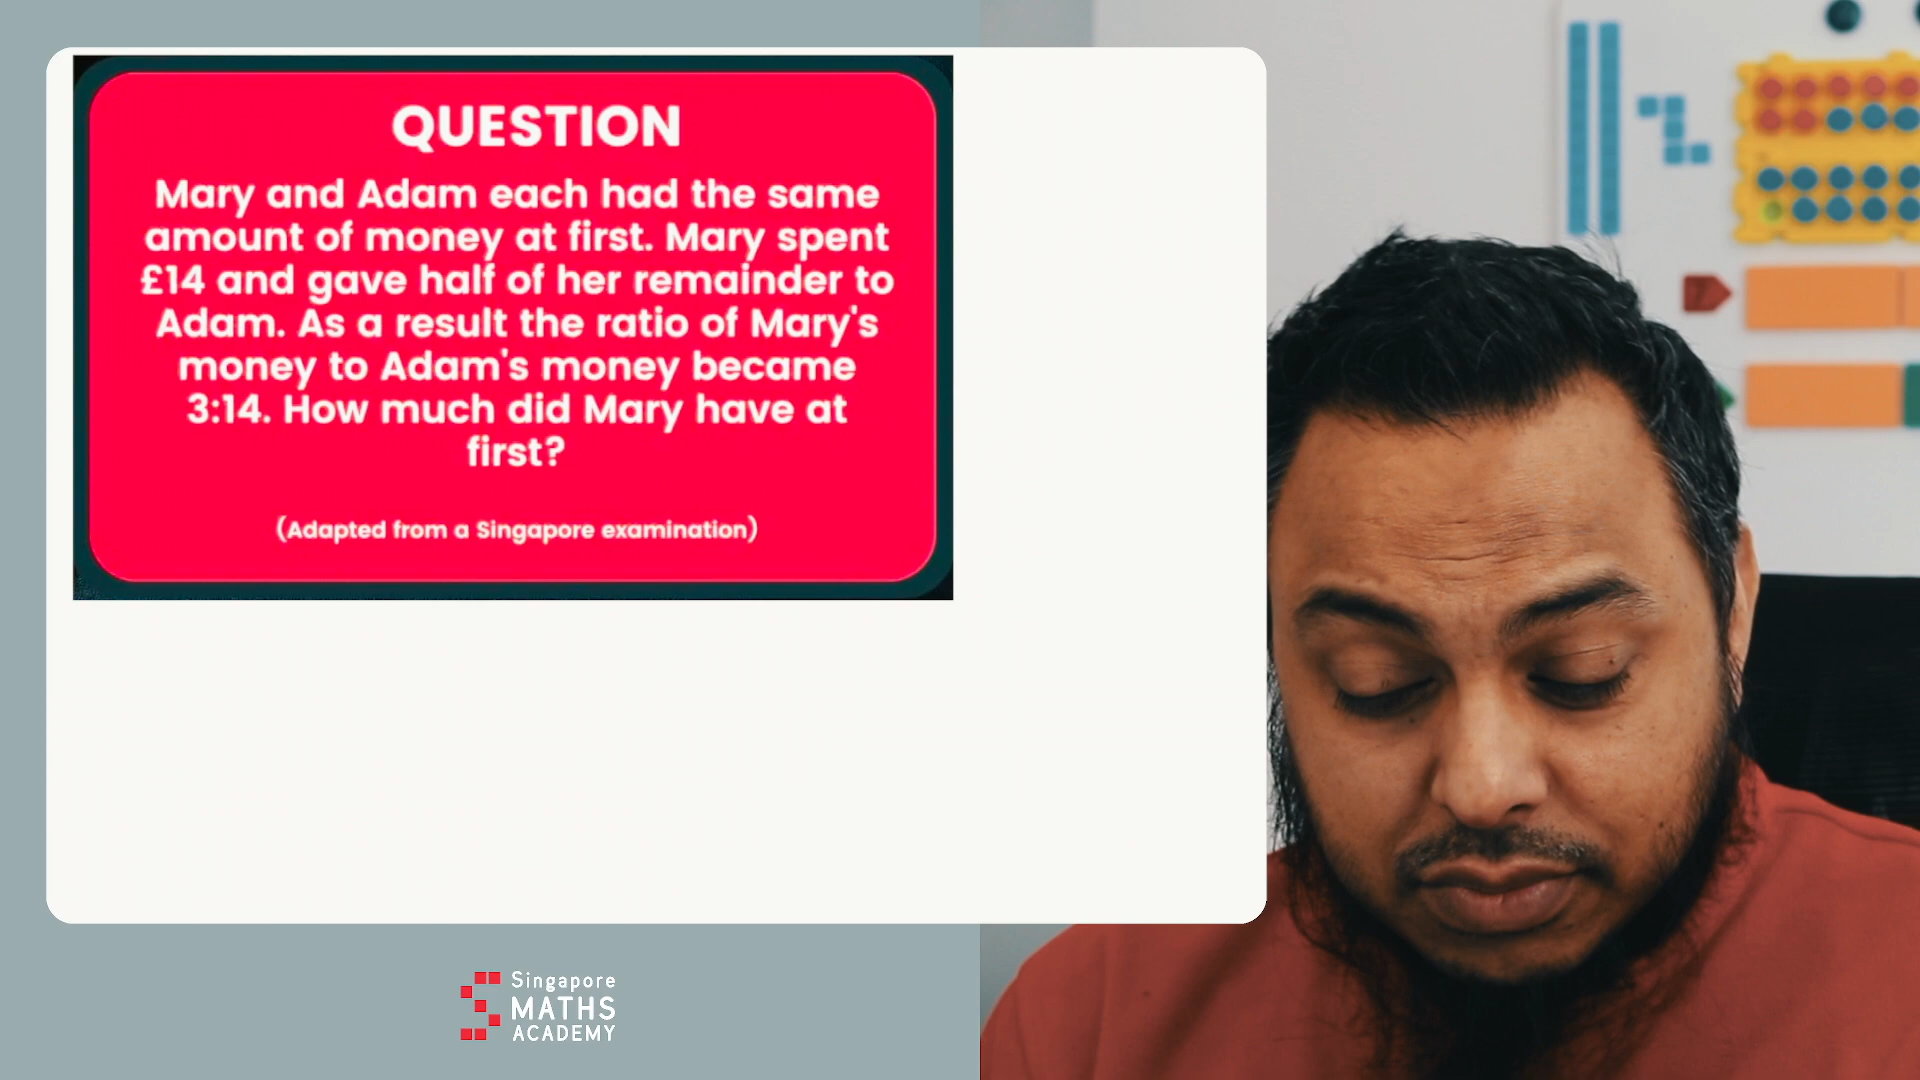 QUESTION
Mary and Adam each had the same
amount of money at first. Mary spent
£14 and gave half of her remainder to
Adam. As a result the ratio of Mary's
money to Adam's money became
3:14. How much did Mary have at
first?
(Adapted from a Singapore examination)
Singapore
MATHS
ACADEMY